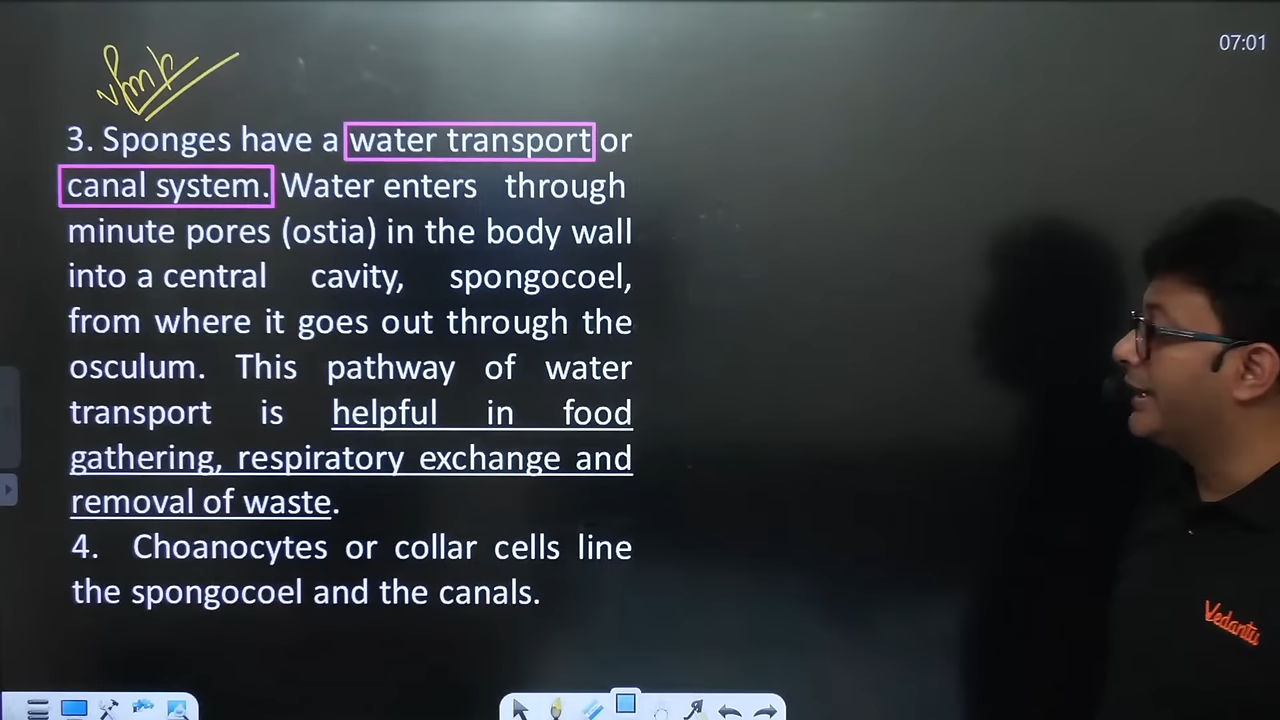 07:01
vImp
3. Sponges have a water transport or
canal system. Water enters through
minute pores (ostia) in the body wall
into a central cavity, spongocoel,
from where it goes out through the
osculum. This pathway of water
transport is helpful in food
gathering, respiratory exchange and
removal of waste.
4. Choanocytes or collar cells line
the spongocoel and the canals.
Vedantu